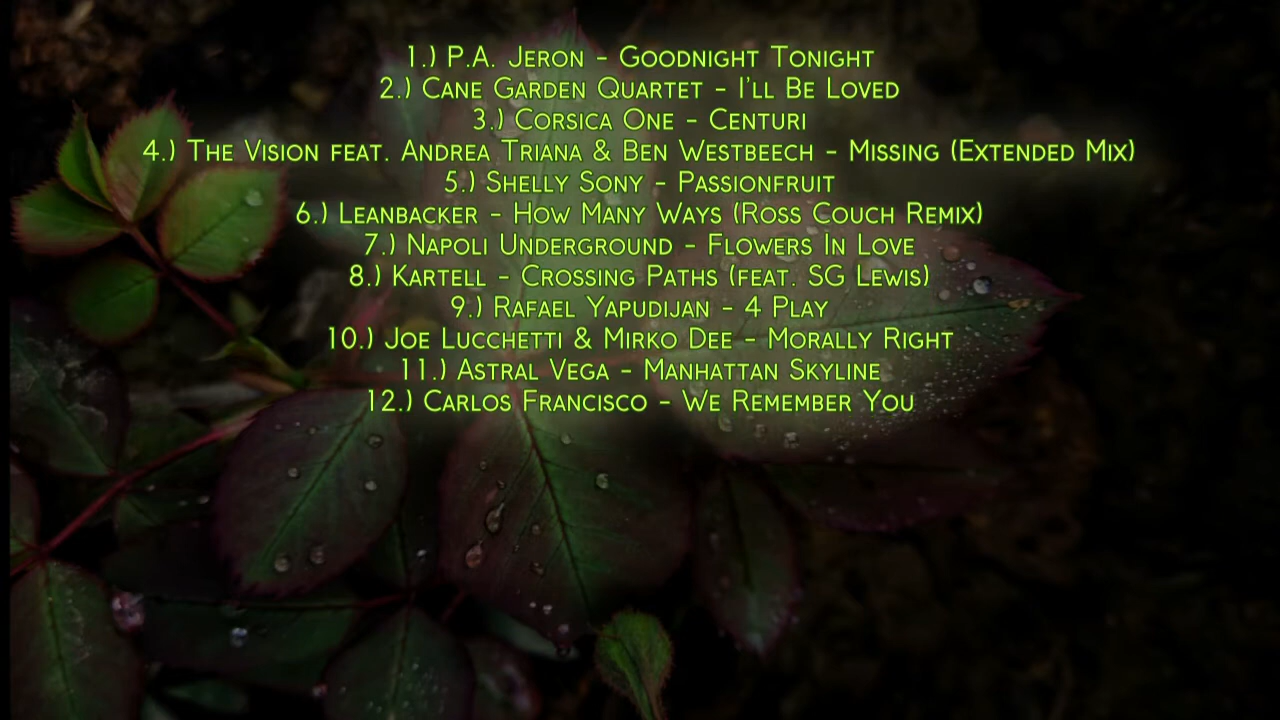 1.) P.A. Jeron - Goodnight Tonight
2.) Cane Garden Quartet - I'll Be Loved
3.) Corsica One - Centuri
4.) The Vision feat. Andrea Triana & Ben Westbeech - Missing (Extended Mix)
5.) Shelly Sony - Passionfruit
6.) Leanbacker - How Many Ways (Ross Couch Remix)
7.) Napoli Underground - Flowers In Love
8.) Kartell - Crossing Paths (feat. SG Lewis)
9.) Rafael Yapudijan - 4 Play
10.) Joe Lucchetti & Mirko Dee - Morally Right
11.) Astral Vega - Manhattan Skyline
12.) Carlos Francisco - We Remember You